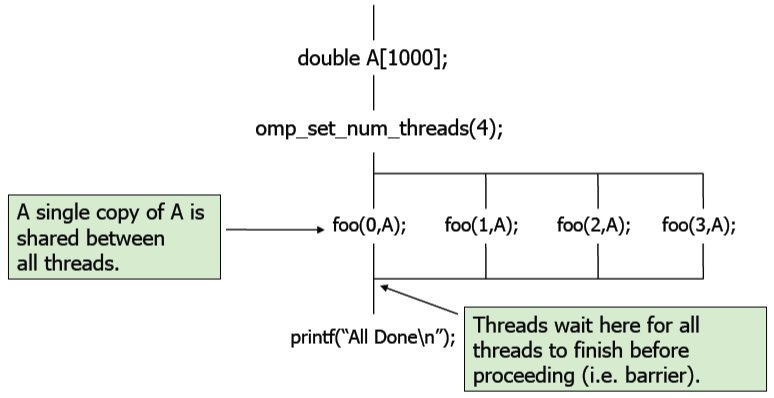 double A[1000];
omp_set_num_threads(4);
A single copy of A is
shared between
all threads.
foo(0,A); foo(1,A); foo(2,A); foo(3,A);
printf(“All Done\n”);
Threads wait here for all
threads to finish before
proceeding (i.e. barrier).